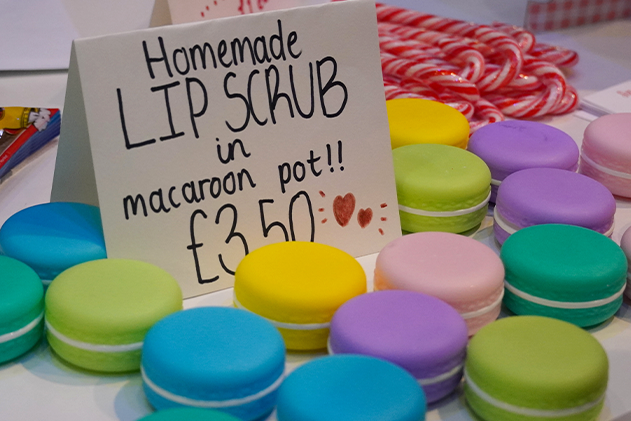 Homemade
LIP SCRUB
in
macaroon pot!!
£3.50